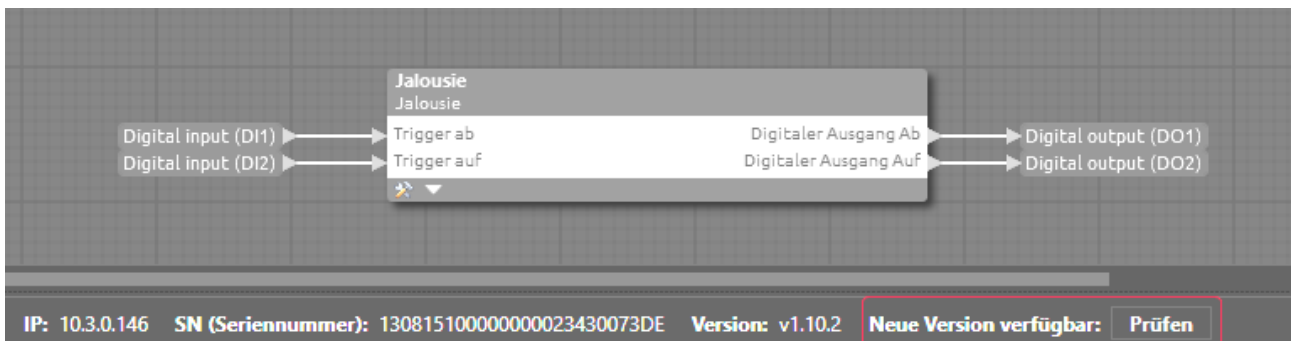 Jalousie
Jalousie
Digital input (DI1) Trigger ab Digitaler Ausgang Ab Digital output (DO1)
Digital input (DI2) Trigger auf Digitaler Ausgang Auf Digital output (DO2)
IP: 10.3.0.146 SN (Seriennummer): 130815100000000023430073DE Version: v1.10.2 Neue Version verfügbar: Prüfen